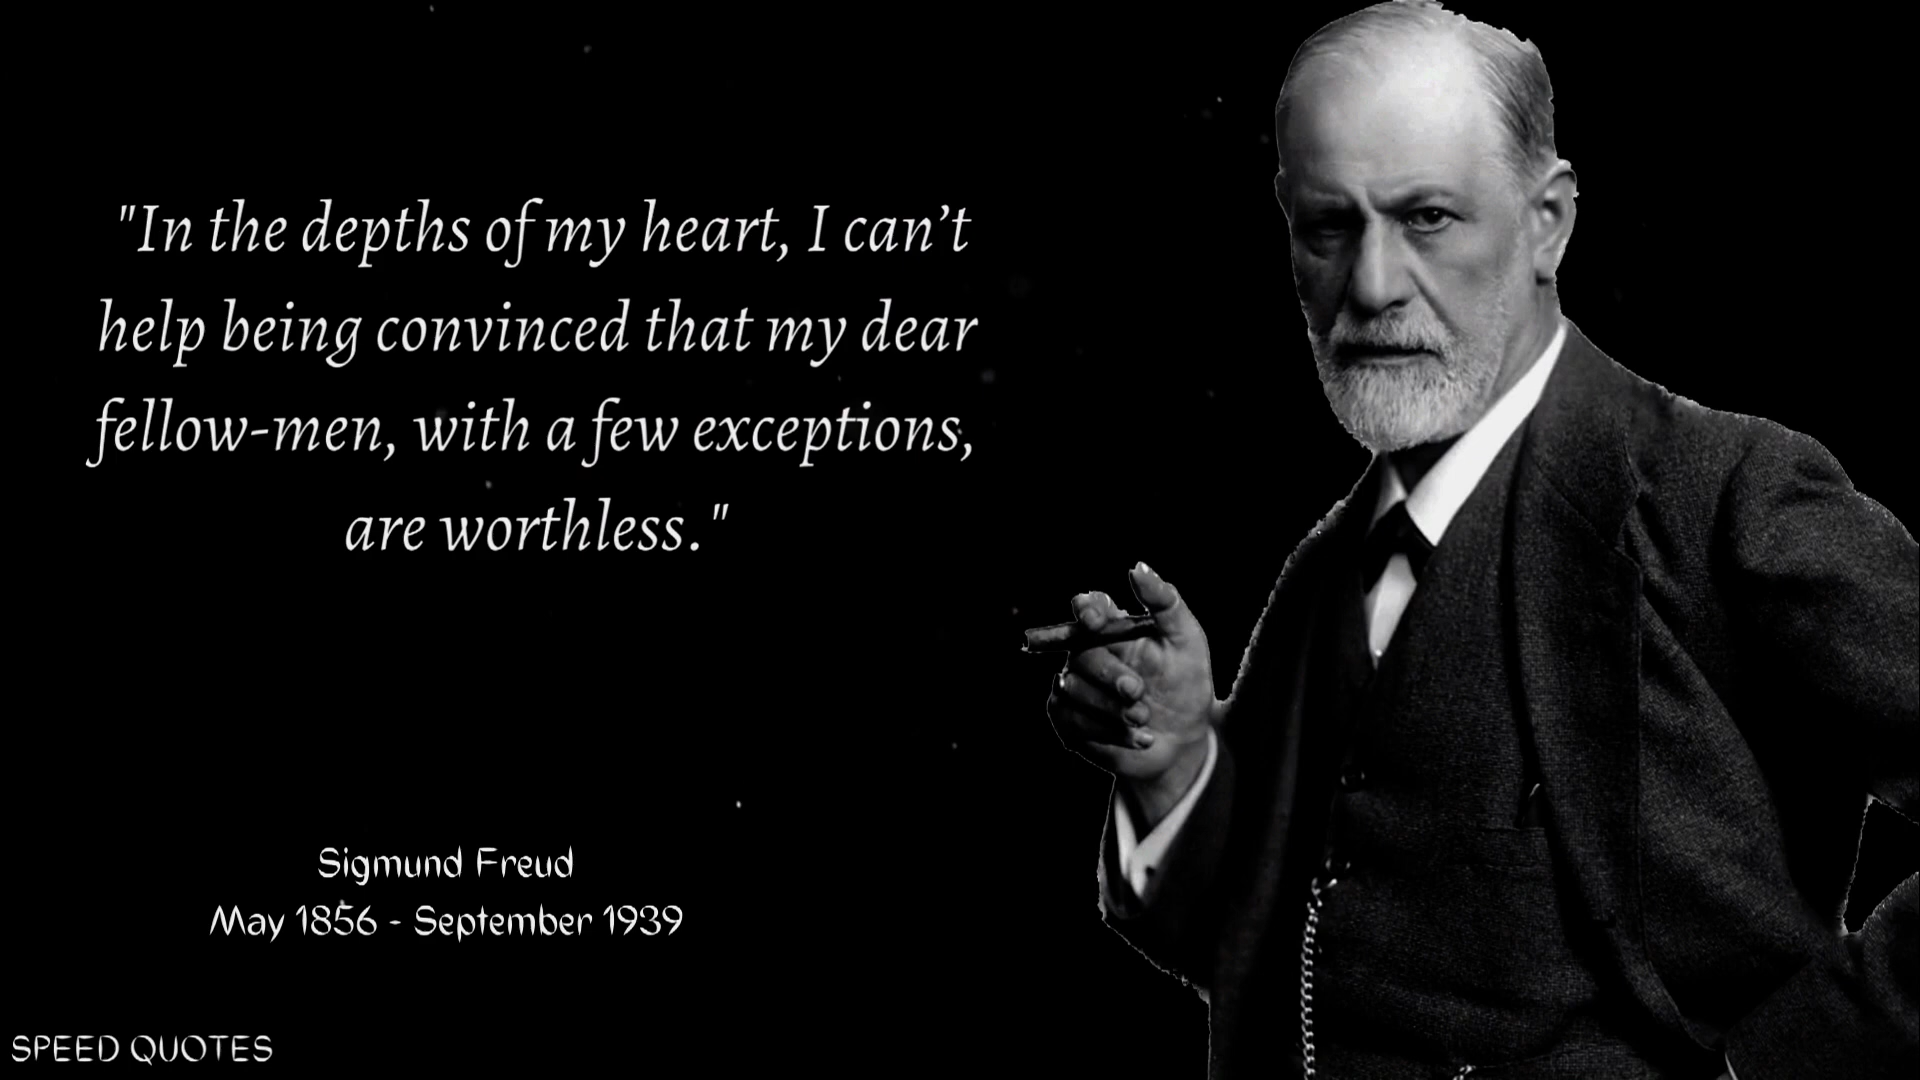 "In the depths of my heart, I can’t
help being convinced that my dear
fellow-men, with a few exceptions,
are worthless."
Sigmund Freud
May 1856 - September 1939
SPEED QUOTES